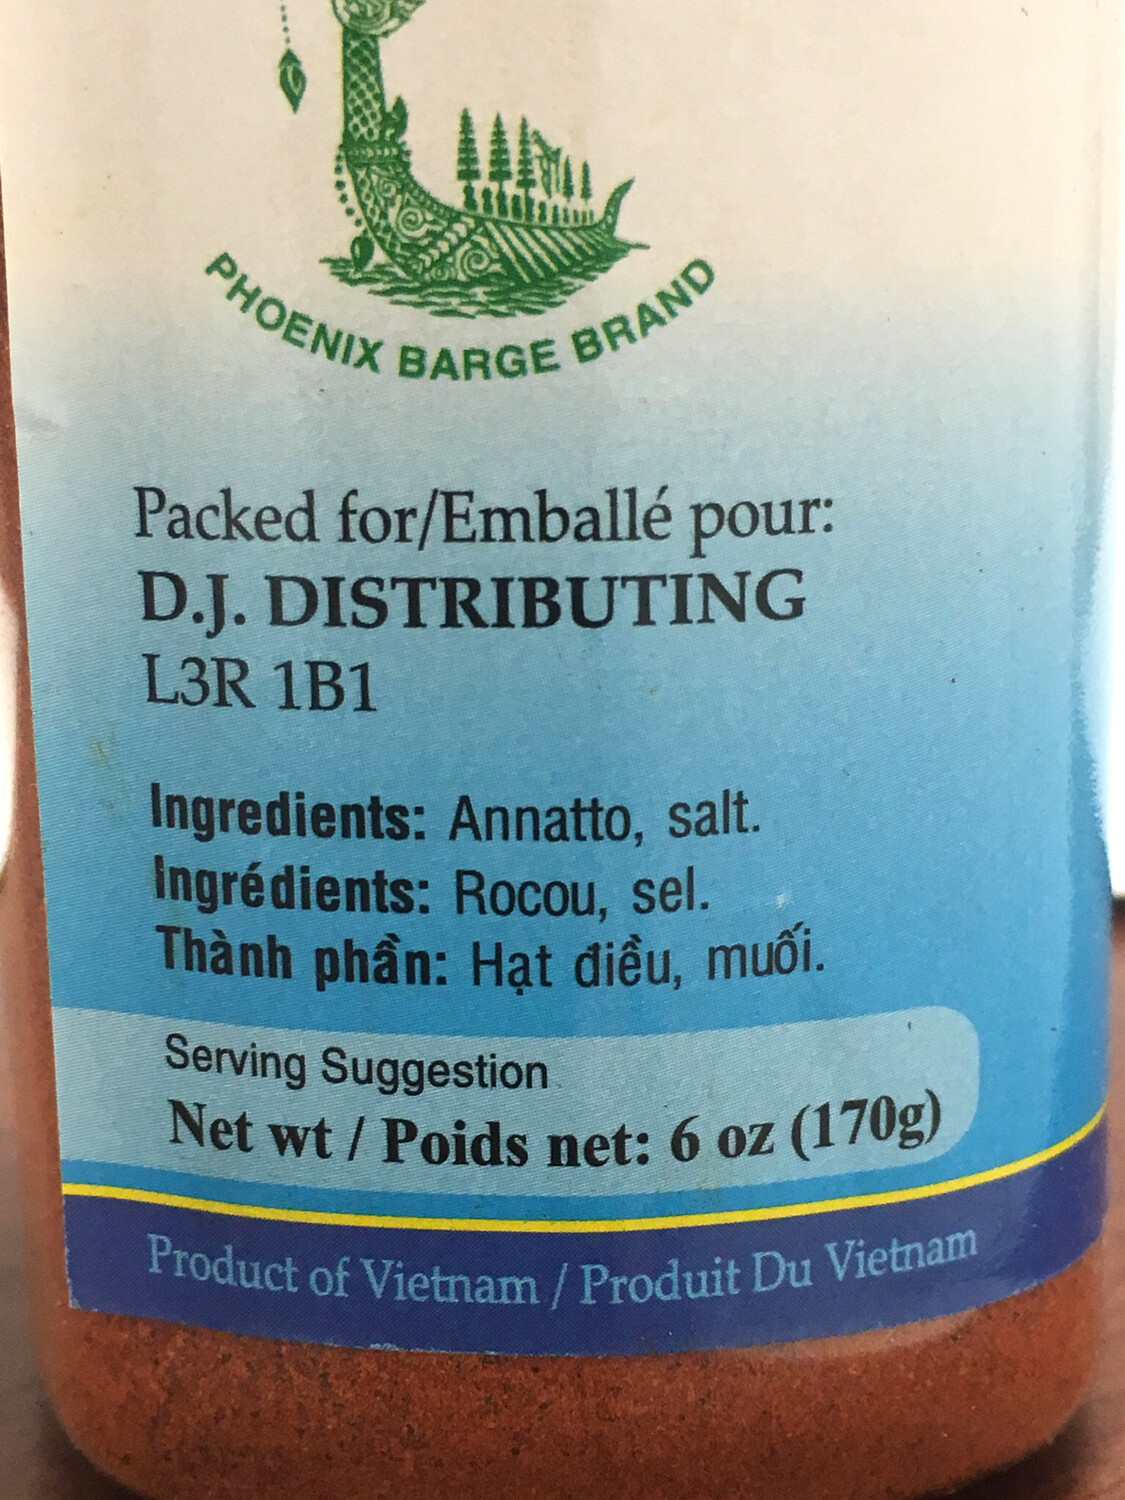 PHOENIX BARGE BRAND
Packed for/Emballé pour:
D.J. DISTRIBUTING
L3R 1B1
Ingredients: Annatto, salt.
Ingrédients: Rocou, sel.
Thành phần: Hạt điều, muối.
Serving Suggestion
Net wt / Poids net: 6 oz (170g)
Product of Vietnam / Produit Du Vietnam